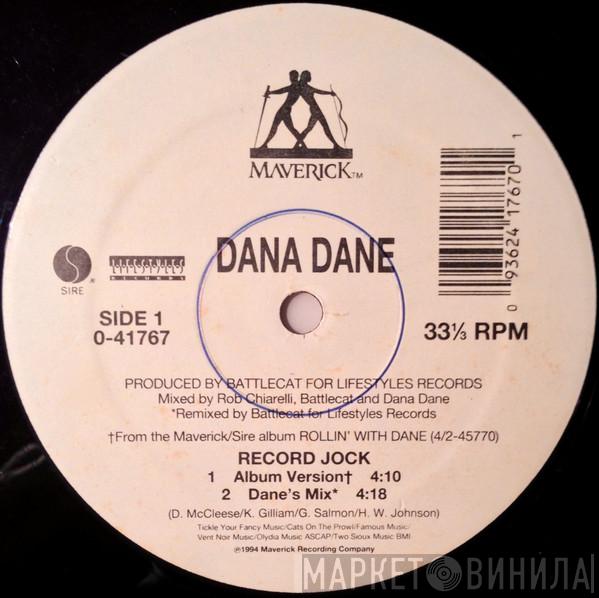 MAVERICK™
SIRE ®
LIFESTYLES
RECORDS
DANA DANE
0 93624 17670 1
SIDE 1
0-41767
33⅓ RPM
PRODUCED BY BATTLECAT FOR LIFESTYLES RECORDS
Mixed by Rob Chiarelli, Battlecat and Dana Dane
*Remixed by Battlecat for Lifestyles Records
†From the Maverick/Sire album ROLLIN' WITH DANE (4/2-45770)
RECORD JOCK
1 Album Version† 4:10
2 Dane's Mix* 4:18
(D. McCleese/K. Gilliam/G. Salmon/H. W. Johnson)
Tickle Your Fancy Music/Cats On The Prowl/Famous Music/
Vent Noir Music/Olydia Music ASCAP/Two Sioux Music BMI
℗1994 Maverick Recording Company
МАРКЕТ ВИНИЛА